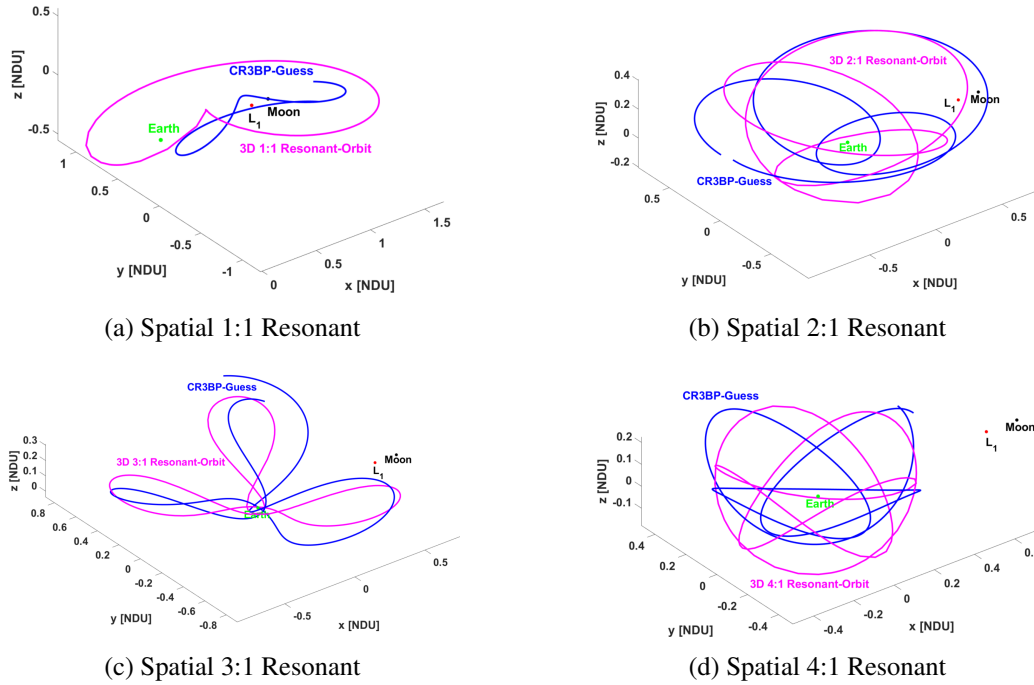 0.5
z [NDU]
0
-0.5
CR3BP-Guess
Moon
L1
Earth
3D 1:1 Resonant-Orbit
1
0.5
0
-0.5
-1
y [NDU]
0
0.5
1
1.5
x [NDU]
(a) Spatial 1:1 Resonant
0.4
0.2
0
-0.2
z [NDU]
3D 2:1 Resonant-Orbit
L1
Moon
Earth
CR3BP-Guess
0.5
0
-0.5
y [NDU]
-0.5
0
0.5
x [NDU]
(b) Spatial 2:1 Resonant
CR3BP-Guess
0.3
0.2
0.1
0
z [NDU]
3D 3:1 Resonant-Orbit
Moon
L1
Earth
0.8
0.6
0.4
0.2
0
-0.2
-0.4
-0.6
-0.8
y [NDU]
-0.5
0
0.5
x [NDU]
(c) Spatial 3:1 Resonant
CR3BP-Guess
0.2
0.1
0
-0.1
z [NDU]
Moon
L1
Earth
3D 4:1 Resonant-Orbit
0.4
0.2
0
-0.2
-0.4
y [NDU]
-0.4
-0.2
0
0.2
0.4
x [NDU]
(d) Spatial 4:1 Resonant